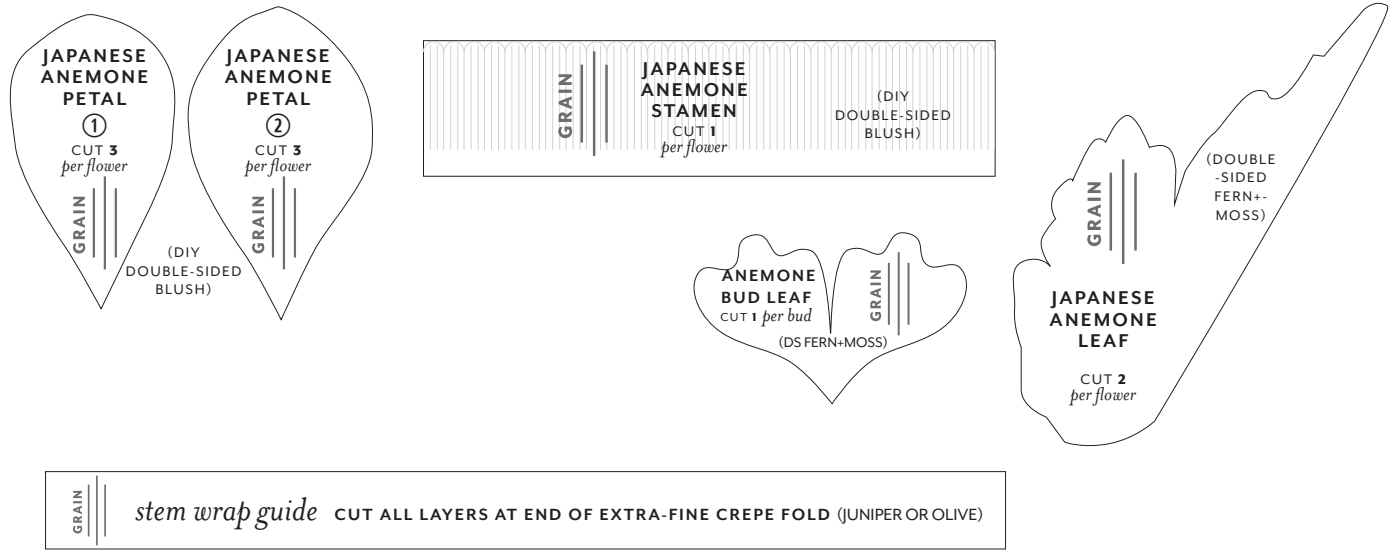 JAPANESE
ANEMONE
PETAL
①
CUT 3
per flower
GRAIN
JAPANESE
ANEMONE
PETAL
②
CUT 3
per flower
GRAIN
(DIY
DOUBLE-SIDED
BLUSH)
GRAIN
JAPANESE
ANEMONE
STAMEN
CUT 1
per flower
(DIY
DOUBLE-SIDED
BLUSH)
ANEMONE
BUD LEAF
CUT 1 per bud
GRAIN
(DS FERN+MOSS)
(DOUBLE
-SIDED
FERN+-
MOSS)
GRAIN
JAPANESE
ANEMONE
LEAF
CUT 2
per flower
GRAIN
stem wrap guide CUT ALL LAYERS AT END OF EXTRA-FINE CREPE FOLD (JUNIPER OR OLIVE)